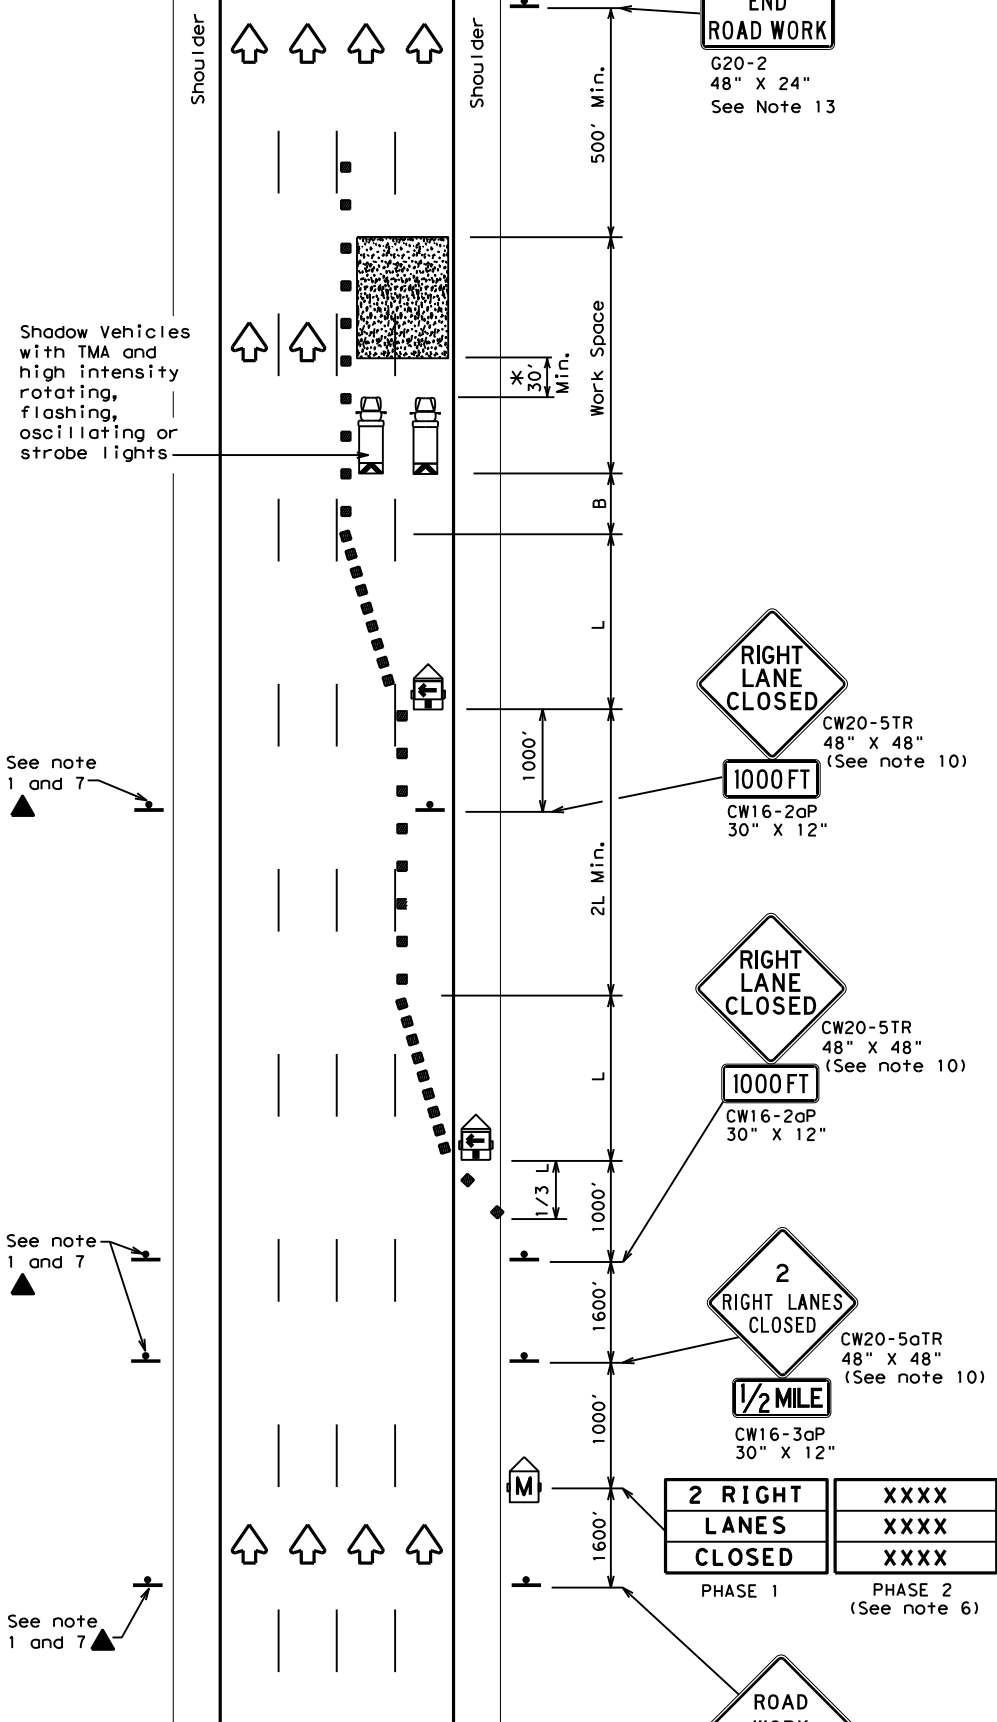 END
ROAD WORK
G20-2
48" X 24"
See Note 13
Shoulder
Shoulder
500' Min.
Shadow Vehicles
with TMA and
high intensity
rotating,
flashing,
oscillating or
strobe lights
*
30'
Min.
Work Space
B
L
RIGHT
LANE
CLOSED
CW20-5TR
48" X 48"
(See note 10)
1000 FT
CW16-2aP
30" X 12"
1000'
See note
1 and 7
2L Min.
RIGHT
LANE
CLOSED
CW20-5TR
48" X 48"
(See note 10)
1000 FT
CW16-2aP
30" X 12"
L
1/3 L
1000'
See note
1 and 7
1600'
2
RIGHT LANES
CLOSED
CW20-5aTR
48" X 48"
(See note 10)
1/2 MILE
CW16-3aP
30" X 12"
1000'
M
2 RIGHT
LANES
CLOSED
PHASE 1
XXXX
XXXX
XXXX
PHASE 2
(See note 6)
1600'
See note
1 and 7
ROAD
WORK